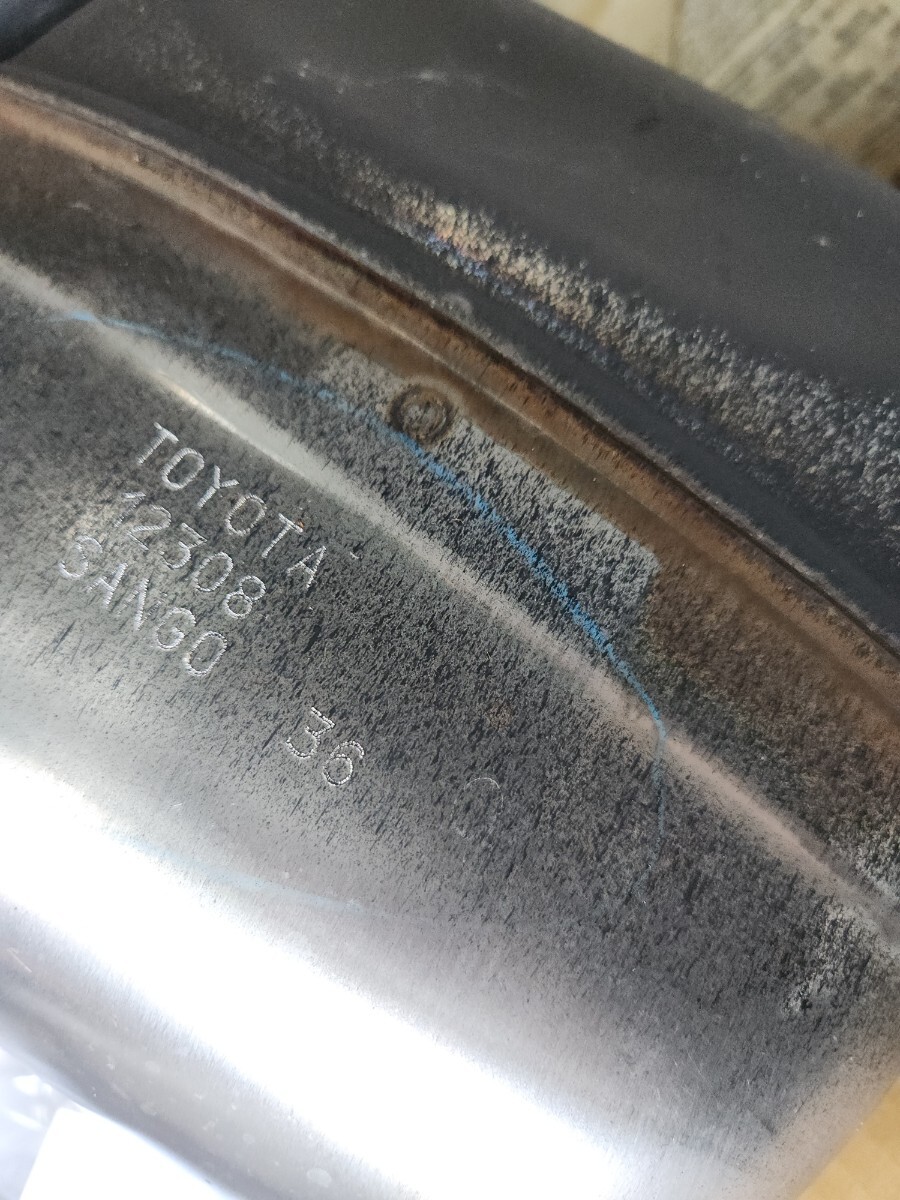 TOYOTA
12308
SANGO
36 Q